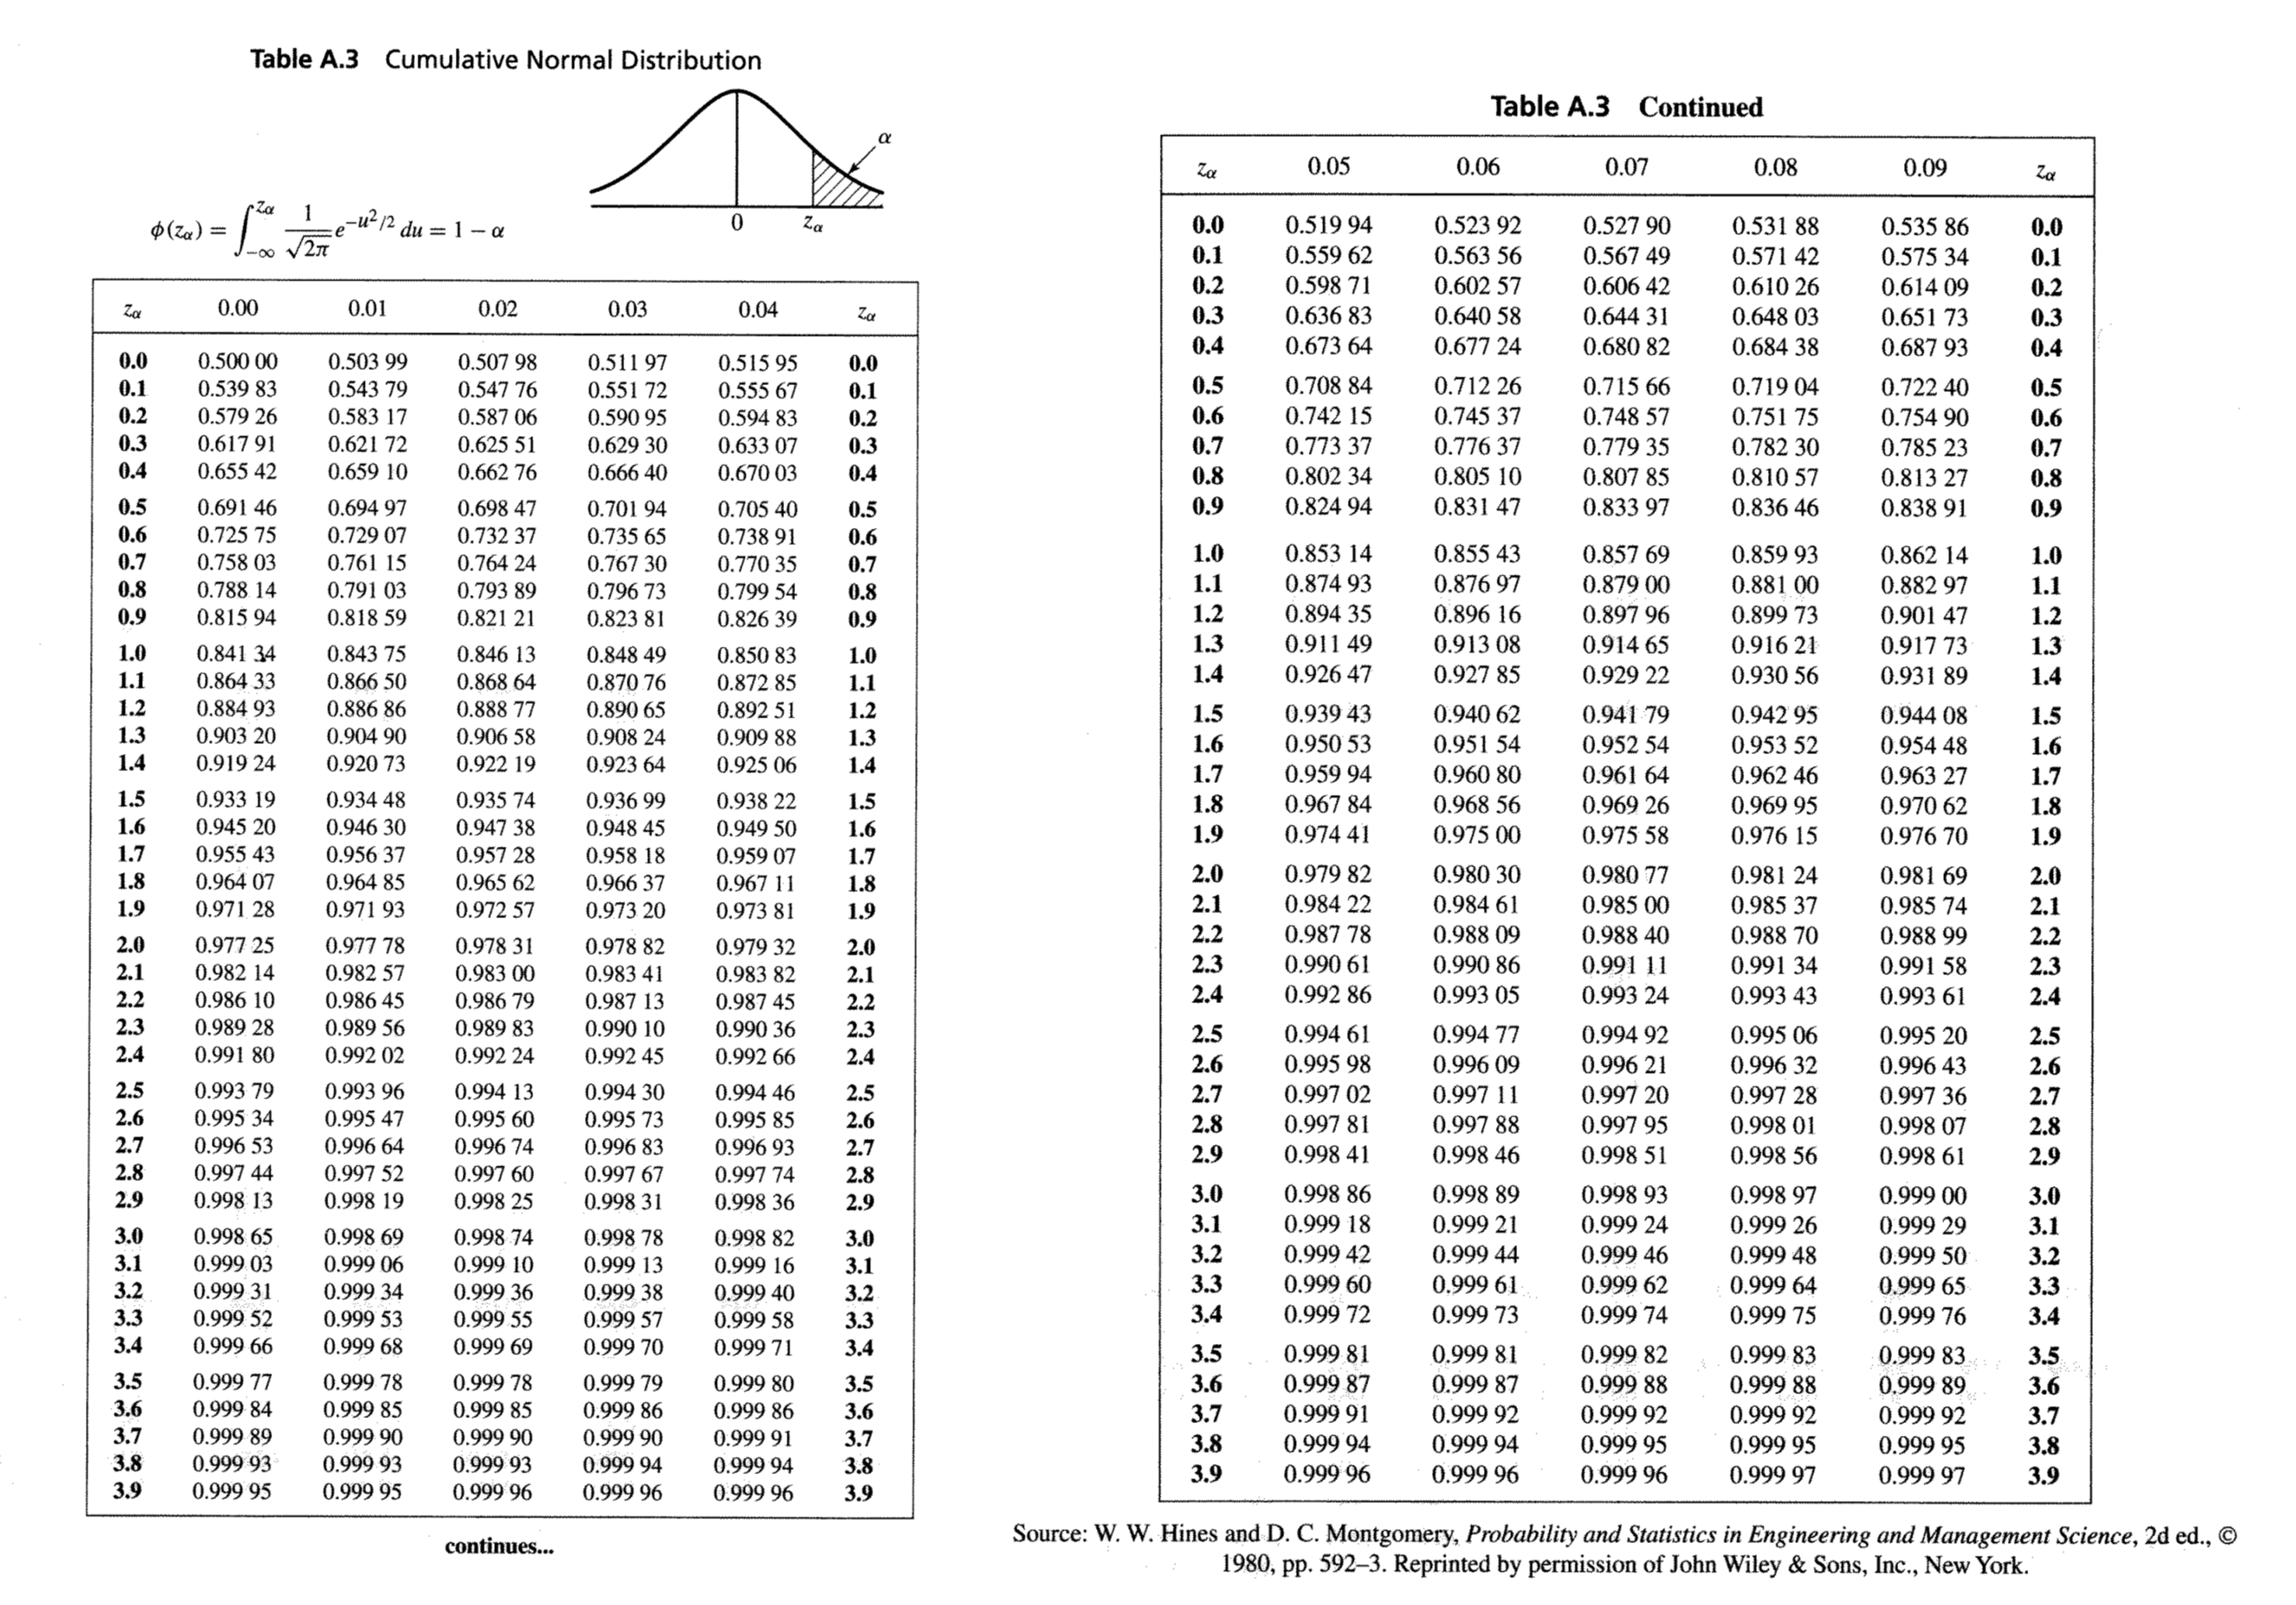 Table A.3 Cumulative Normal Distribution
α
0 zα
ϕ(zα) = ∫_{-∞}^{zα} 1/√2π e^{-u²/2} du = 1 − α
zα 0.00 0.01 0.02 0.03 0.04 zα
0.0 0.500 00 0.503 99 0.507 98 0.511 97 0.515 95 0.0
0.1 0.539 83 0.543 79 0.547 76 0.551 72 0.555 67 0.1
0.2 0.579 26 0.583 17 0.587 06 0.590 95 0.594 83 0.2
0.3 0.617 91 0.621 72 0.625 51 0.629 30 0.633 07 0.3
0.4 0.655 42 0.659 10 0.662 76 0.666 40 0.670 03 0.4
0.5 0.691 46 0.694 97 0.698 47 0.701 94 0.705 40 0.5
0.6 0.725 75 0.729 07 0.732 37 0.735 65 0.738 91 0.6
0.7 0.758 03 0.761 15 0.764 24 0.767 30 0.770 35 0.7
0.8 0.788 14 0.791 03 0.793 89 0.796 73 0.799 54 0.8
0.9 0.815 94 0.818 59 0.821 21 0.823 81 0.826 39 0.9
1.0 0.841 34 0.843 75 0.846 13 0.848 49 0.850 83 1.0
1.1 0.864 33 0.866 50 0.868 64 0.870 76 0.872 85 1.1
1.2 0.884 93 0.886 86 0.888 77 0.890 65 0.892 51 1.2
1.3 0.903 20 0.904 90 0.906 58 0.908 24 0.909 88 1.3
1.4 0.919 24 0.920 73 0.922 19 0.923 64 0.925 06 1.4
1.5 0.933 19 0.934 48 0.935 74 0.936 99 0.938 22 1.5
1.6 0.945 20 0.946 30 0.947 38 0.948 45 0.949 50 1.6
1.7 0.955 43 0.956 37 0.957 28 0.958 18 0.959 07 1.7
1.8 0.964 07 0.964 85 0.965 62 0.966 37 0.967 11 1.8
1.9 0.971 28 0.971 93 0.972 57 0.973 20 0.973 81 1.9
2.0 0.977 25 0.977 78 0.978 31 0.978 82 0.979 32 2.0
2.1 0.982 14 0.982 57 0.983 00 0.983 41 0.983 82 2.1
2.2 0.986 10 0.986 45 0.986 79 0.987 13 0.987 45 2.2
2.3 0.989 28 0.989 56 0.989 83 0.990 10 0.990 36 2.3
2.4 0.991 80 0.992 02 0.992 24 0.992 45 0.992 66 2.4
2.5 0.993 79 0.993 96 0.994 13 0.994 30 0.994 46 2.5
2.6 0.995 34 0.995 47 0.995 60 0.995 73 0.995 85 2.6
2.7 0.996 53 0.996 64 0.996 74 0.996 83 0.996 93 2.7
2.8 0.997 44 0.997 52 0.997 60 0.997 67 0.997 74 2.8
2.9 0.998 13 0.998 19 0.998 25 0.998 31 0.998 36 2.9
3.0 0.998 65 0.998 69 0.998 74 0.998 78 0.998 82 3.0
3.1 0.999 03 0.999 06 0.999 10 0.999 13 0.999 16 3.1
3.2 0.999 31 0.999 34 0.999 36 0.999 38 0.999 40 3.2
3.3 0.999 52 0.999 53 0.999 55 0.999 57 0.999 58 3.3
3.4 0.999 66 0.999 68 0.999 69 0.999 70 0.999 71 3.4
3.5 0.999 77 0.999 78 0.999 78 0.999 79 0.999 80 3.5
3.6 0.999 84 0.999 85 0.999 85 0.999 86 0.999 86 3.6
3.7 0.999 89 0.999 90 0.999 90 0.999 90 0.999 91 3.7
3.8 0.999 93 0.999 93 0.999 93 0.999 94 0.999 94 3.8
3.9 0.999 95 0.999 95 0.999 96 0.999 96 0.999 96 3.9
continues...
Table A.3 Continued
zα 0.05 0.06 0.07 0.08 0.09 zα
0.0 0.519 94 0.523 92 0.527 90 0.531 88 0.535 86 0.0
0.1 0.559 62 0.563 56 0.567 49 0.571 42 0.575 34 0.1
0.2 0.598 71 0.602 57 0.606 42 0.610 26 0.614 09 0.2
0.3 0.636 83 0.640 58 0.644 31 0.648 03 0.651 73 0.3
0.4 0.673 64 0.677 24 0.680 82 0.684 38 0.687 93 0.4
0.5 0.708 84 0.712 26 0.715 66 0.719 04 0.722 40 0.5
0.6 0.742 15 0.745 37 0.748 57 0.751 75 0.754 90 0.6
0.7 0.773 37 0.776 37 0.779 35 0.782 30 0.785 23 0.7
0.8 0.802 34 0.805 10 0.807 85 0.810 57 0.813 27 0.8
0.9 0.824 94 0.831 47 0.833 97 0.836 46 0.838 91 0.9
1.0 0.853 14 0.855 43 0.857 69 0.859 93 0.862 14 1.0
1.1 0.874 93 0.876 97 0.879 00 0.881 00 0.882 97 1.1
1.2 0.894 35 0.896 16 0.897 96 0.899 73 0.901 47 1.2
1.3 0.911 49 0.913 08 0.914 65 0.916 21 0.917 73 1.3
1.4 0.926 47 0.927 85 0.929 22 0.930 56 0.931 89 1.4
1.5 0.939 43 0.940 62 0.941 79 0.942 95 0.944 08 1.5
1.6 0.950 53 0.951 54 0.952 54 0.953 52 0.954 48 1.6
1.7 0.959 94 0.960 80 0.961 64 0.962 46 0.963 27 1.7
1.8 0.967 84 0.968 56 0.969 26 0.969 95 0.970 62 1.8
1.9 0.974 41 0.975 00 0.975 58 0.976 15 0.976 70 1.9
2.0 0.979 82 0.980 30 0.980 77 0.981 24 0.981 69 2.0
2.1 0.984 22 0.984 61 0.985 00 0.985 37 0.985 74 2.1
2.2 0.987 78 0.988 09 0.988 40 0.988 70 0.988 99 2.2
2.3 0.990 61 0.990 86 0.991 11 0.991 34 0.991 58 2.3
2.4 0.992 86 0.993 05 0.993 24 0.993 43 0.993 61 2.4
2.5 0.994 61 0.994 77 0.994 92 0.995 06 0.995 20 2.5
2.6 0.995 98 0.996 09 0.996 21 0.996 32 0.996 43 2.6
2.7 0.997 02 0.997 11 0.997 20 0.997 28 0.997 36 2.7
2.8 0.997 81 0.997 88 0.997 95 0.998 01 0.998 07 2.8
2.9 0.998 41 0.998 46 0.998 51 0.998 56 0.998 61 2.9
3.0 0.998 86 0.998 89 0.998 93 0.998 97 0.999 00 3.0
3.1 0.999 18 0.999 21 0.999 24 0.999 26 0.999 29 3.1
3.2 0.999 42 0.999 44 0.999 46 0.999 48 0.999 50 3.2
3.3 0.999 60 0.999 61 0.999 62 0.999 64 0.999 65 3.3
3.4 0.999 72 0.999 73 0.999 74 0.999 75 0.999 76 3.4
3.5 0.999 81 0.999 81 0.999 82 0.999 83 0.999 83 3.5
3.6 0.999 87 0.999 87 0.999 88 0.999 88 0.999 89 3.6
3.7 0.999 91 0.999 92 0.999 92 0.999 92 0.999 92 3.7
3.8 0.999 94 0.999 94 0.999 95 0.999 95 0.999 95 3.8
3.9 0.999 96 0.999 96 0.999 96 0.999 97 0.999 97 3.9
Source: W. W. Hines and D. C. Montgomery, Probability and Statistics in Engineering and Management Science, 2d ed., ©
1980, pp. 592–3. Reprinted by permission of John Wiley & Sons, Inc., New York.